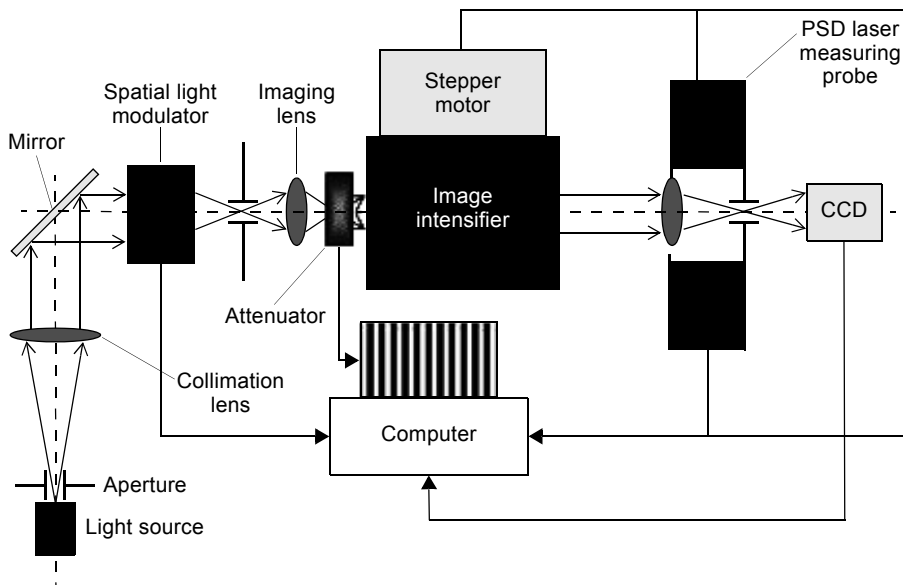 PSD laser
measuring
probe
Stepper
motor
Spatial light
modulator
Imaging
lens
Mirror
Image
intensifier
CCD
Attenuator
Collimation
lens
Computer
Aperture
Light source